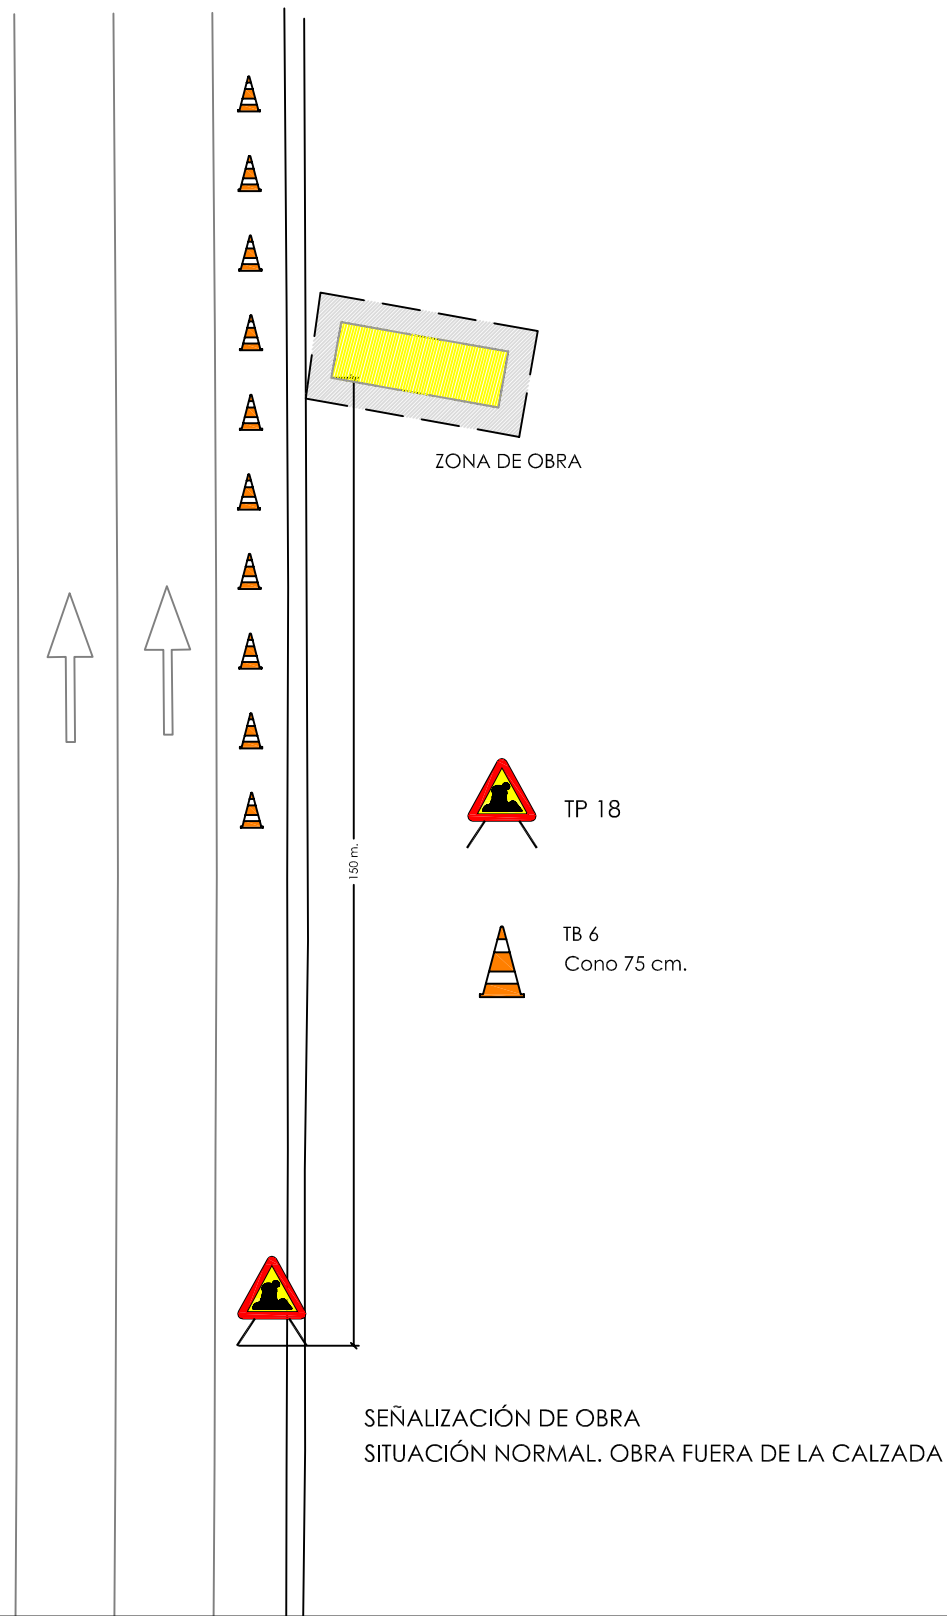 ZONA DE OBRA
TP 18
150 m.
TB 6
Cono 75 cm.
SEÑALIZACIÓN DE OBRA
SITUACIÓN NORMAL. OBRA FUERA DE LA CALZADA